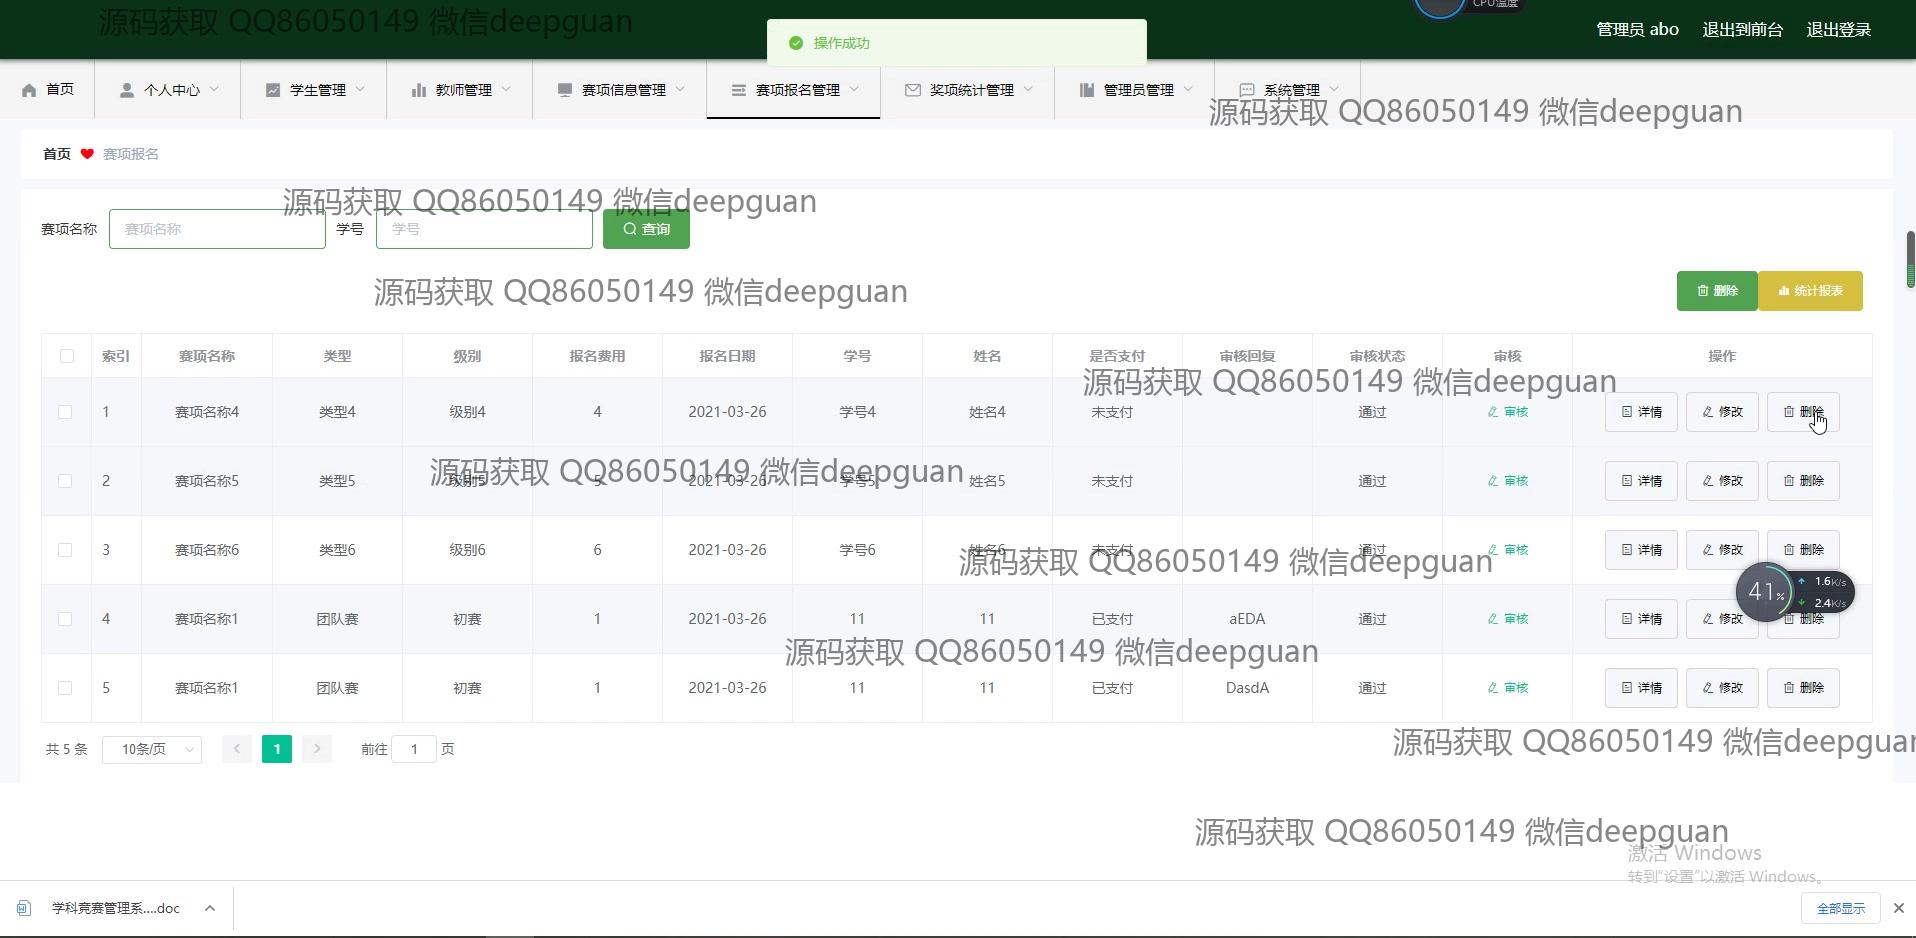 源码获取 QQ86050149 微信deepguan
CPU温度
管理员 abo 退出到前台 退出登录
操作成功
首页 个人中心 学生管理 教师管理 赛项信息管理 赛项报名管理 奖项统计管理 管理员管理 系统管理
源码获取 QQ86050149 微信deepguan
首页 赛项报名
源码获取 QQ86050149 微信deepguan
赛项名称 赛项名称 学号 学号 查询
源码获取 QQ86050149 微信deepguan
删除 统计报表
索引 赛项名称 类型 级别 报名费用 报名日期 学号 姓名 是否支付 审核回复 审核状态 审核 操作
源码获取 QQ86050149 微信deepguan
1 赛项名称4 类型4 级别4 4 2021-03-26 学号4 姓名4 未支付 通过 审核 详情 修改 删除
源码获取 QQ86050149 微信deepguan
2 赛项名称5 类型5 级别5 5 2021-03-26 学号5 姓名5 未支付 通过 审核 详情 修改 删除
3 赛项名称6 类型6 级别6 6 2021-03-26 学号6 姓名6 未支付 通过 审核 详情 修改 删除
源码获取 QQ86050149 微信deepguan
41% 1.6K/s
2.4K/s
4 赛项名称1 团队赛 初赛 1 2021-03-26 11 11 已支付 aEDA 通过 审核 详情 修改 删除
源码获取 QQ86050149 微信deepguan
5 赛项名称1 团队赛 初赛 1 2021-03-26 11 11 已支付 DasdA 通过 审核 详情 修改 删除
源码获取 QQ86050149 微信deepguan
共 5 条 10条/页 1 前往 1 页
源码获取 QQ86050149 微信deepguan
激活 Windows
转到"设置"以激活 Windows。
学科竞赛管理系....doc 全部显示